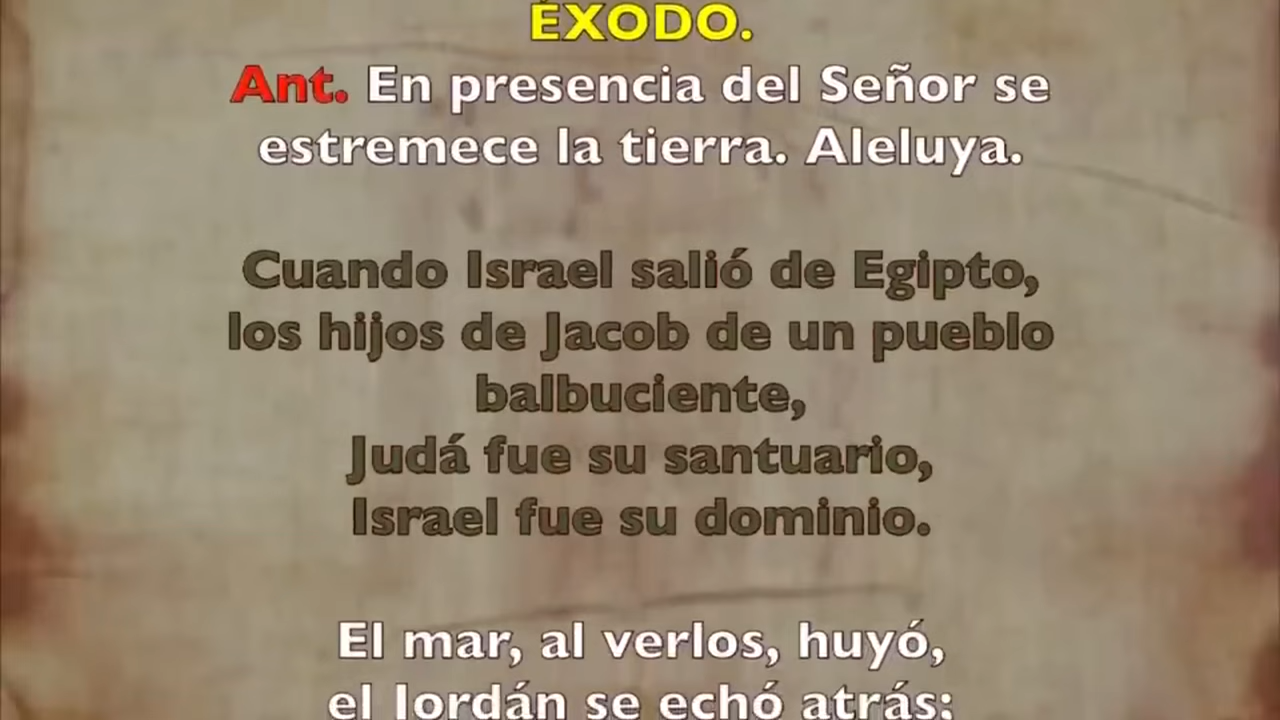 ÉXODO.
Ant. En presencia del Señor se
estremece la tierra. Aleluya.
Cuando Israel salió de Egipto,
los hijos de Jacob de un pueblo
balbuciente,
Judá fue su santuario,
Israel fue su dominio.
El mar, al verlos, huyó,
el Jordán se echó atrás;